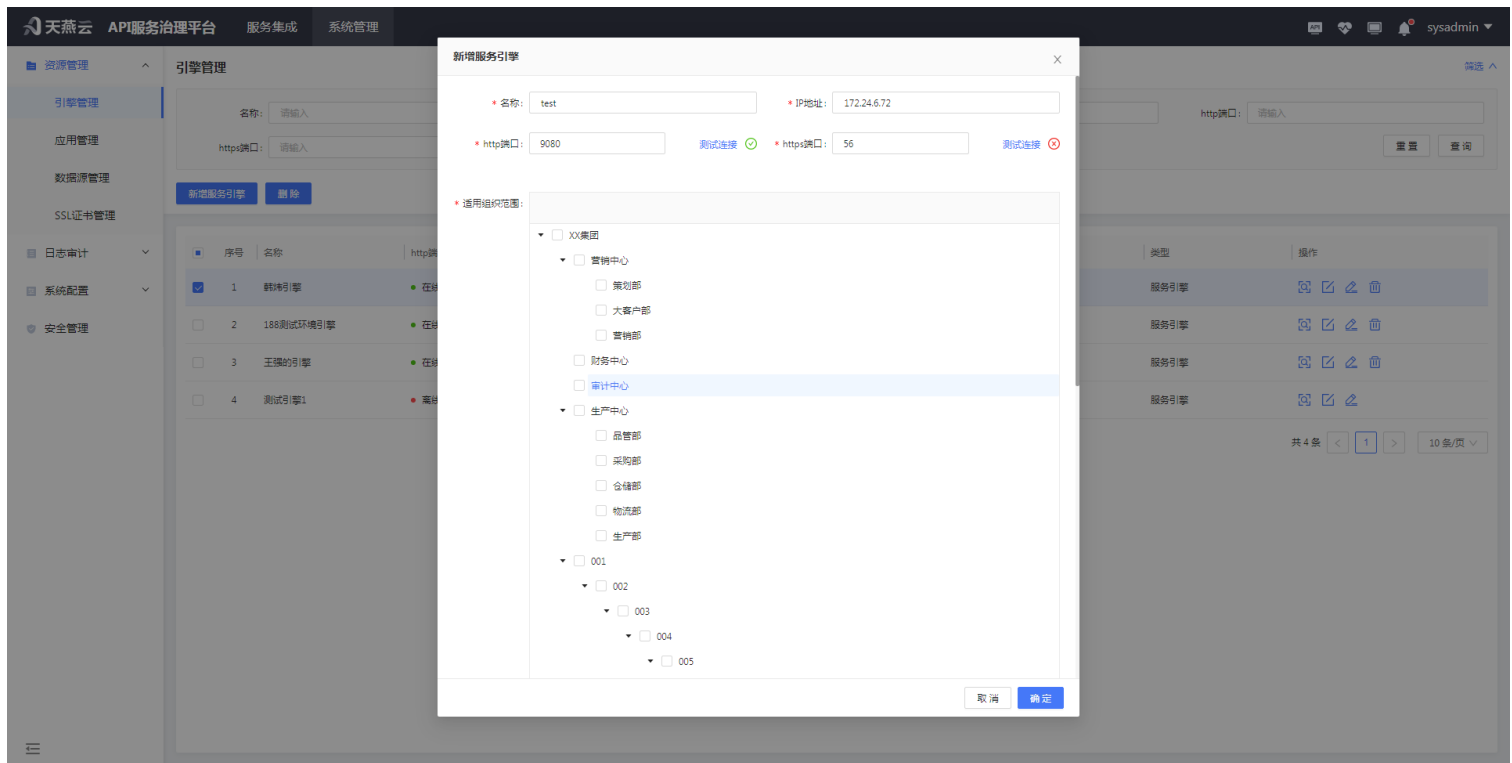 天燕云 API服务治理平台 服务集成 系统管理 API sysadmin
资源管理
引擎管理
应用管理
数据源管理
SSL证书管理
日志审计
系统配置
安全管理
引擎管理 筛选
名称: 请输入 http端口: 请输入
https端口: 请输入 重置 查询
新增服务引擎 删除
序号 名称 http端 类型 操作
1 韩炜引擎 在线 服务引擎
2 188测试环境引擎 在线 服务引擎
3 王强的引擎 在线 服务引擎
4 测试引擎1 离线 服务引擎
共4条 < 1 > 10条/页
新增服务引擎
* 名称: test * IP地址: 172.24.6.72
* http端口: 9080 测试连接 * https端口: 56 测试连接
* 适用组织范围:
XX集团
营销中心
策划部
大客户部
营销部
财务中心
审计中心
生产中心
品管部
采购部
仓储部
物流部
生产部
001
002
003
004
005
取消 确定